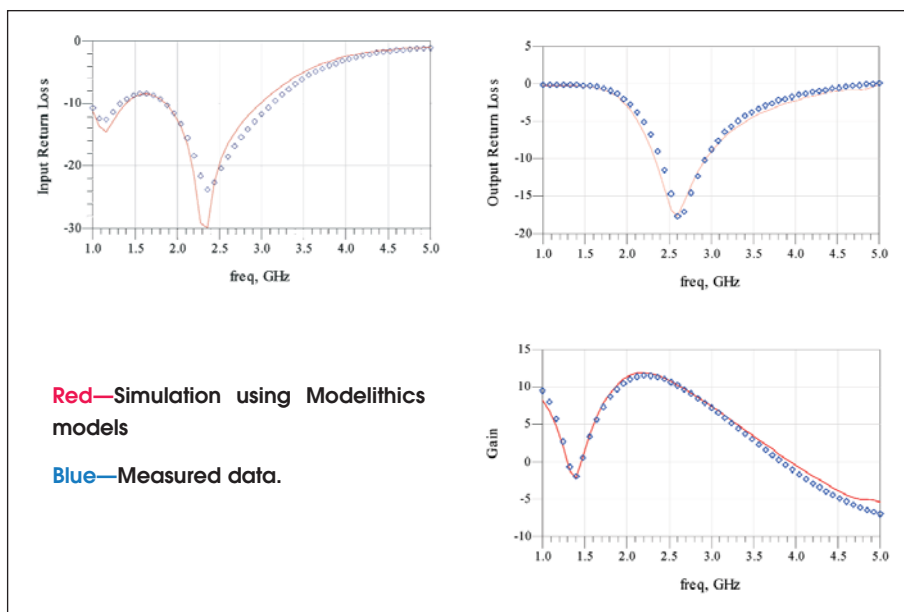 0
-10
-20
-30
Input Return Loss
1.0 1.5 2.0 2.5 3.0 3.5 4.0 4.5 5.0
freq, GHz
5
0
-5
-10
-15
-20
Output Return Loss
1.0 1.5 2.0 2.5 3.0 3.5 4.0 4.5 5.0
freq, GHz
Red—Simulation using Modelithics
models
Blue—Measured data.
15
10
5
0
-5
-10
Gain
1.0 1.5 2.0 2.5 3.0 3.5 4.0 4.5 5.0
freq, GHz